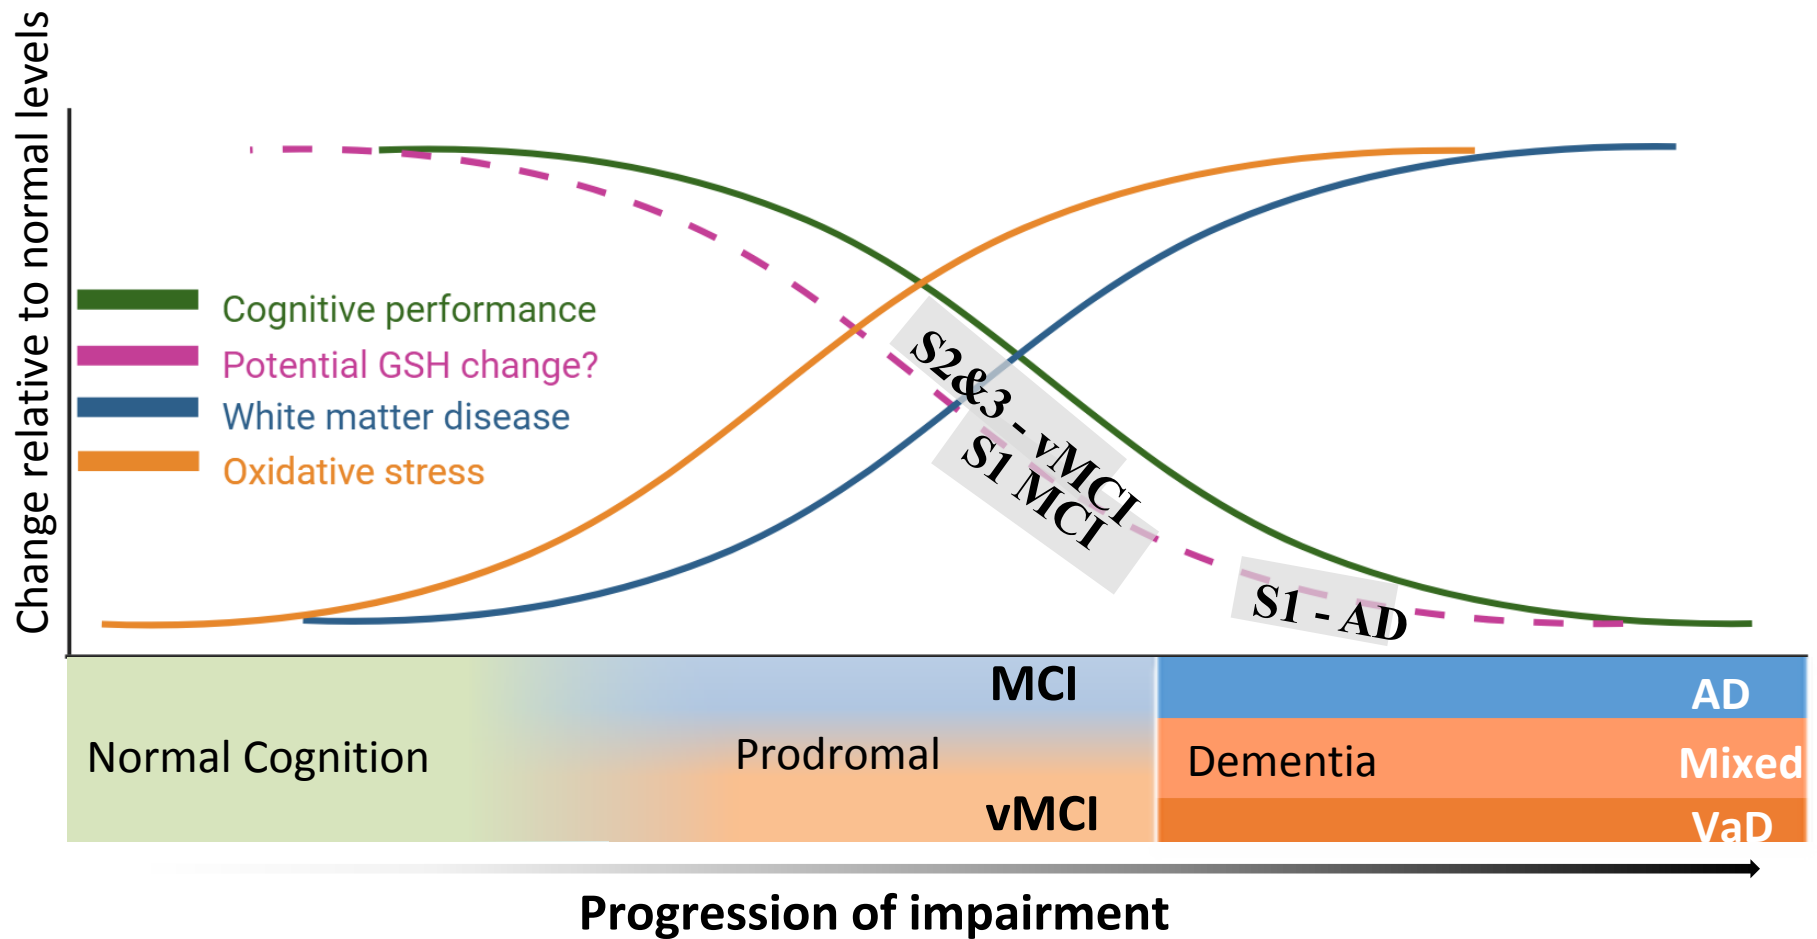 Change relative to normal levels
Cognitive performance
Potential GSH change?
White matter disease
Oxidative stress
S2&3 - vMCI
S1 MCI
S1 - AD
MCI
AD
Normal Cognition
Prodromal
Dementia
Mixed
vMCI
VaD
Progression of impairment